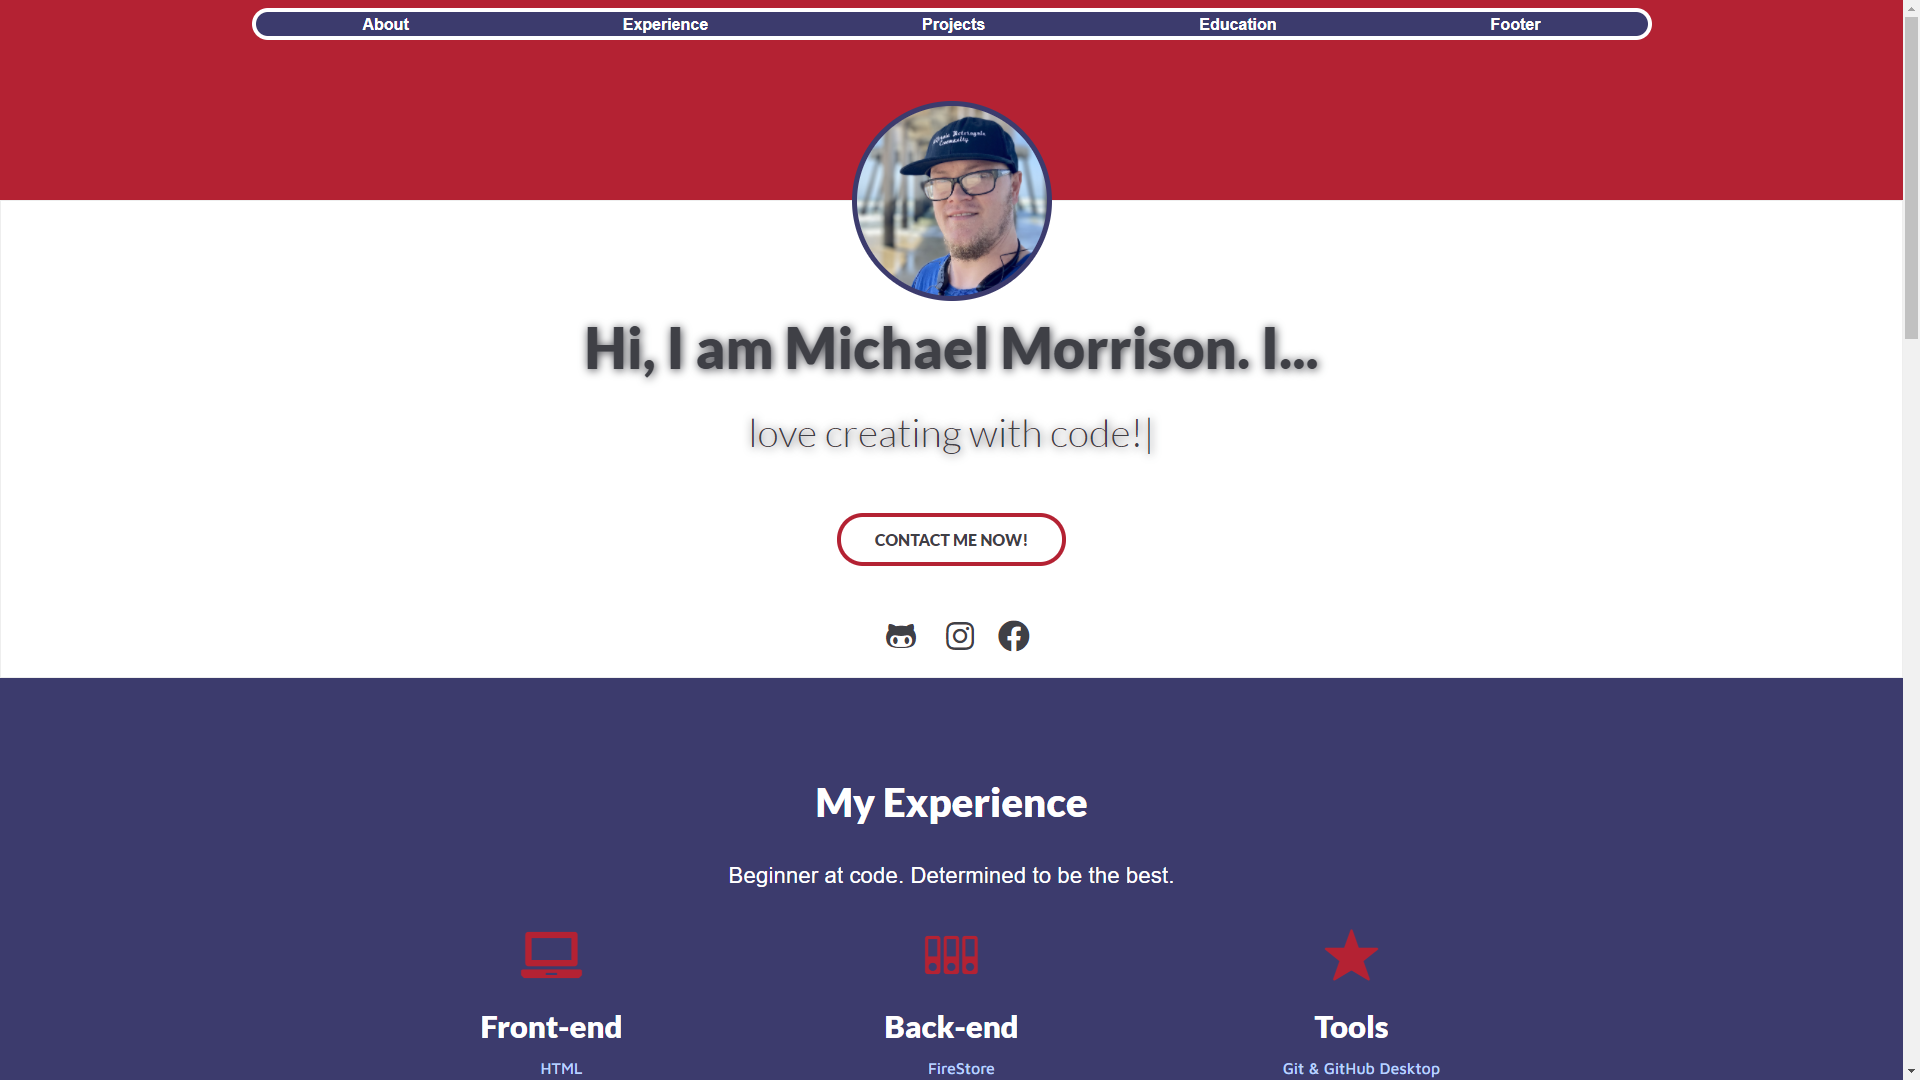 About Experience Projects Education Footer
Hi, I am Michael Morrison. I...
love creating with code!|
CONTACT ME NOW!
My Experience
Beginner at code. Determined to be the best.
Front-end Back-end Tools
HTML FireStore Git & GitHub Desktop